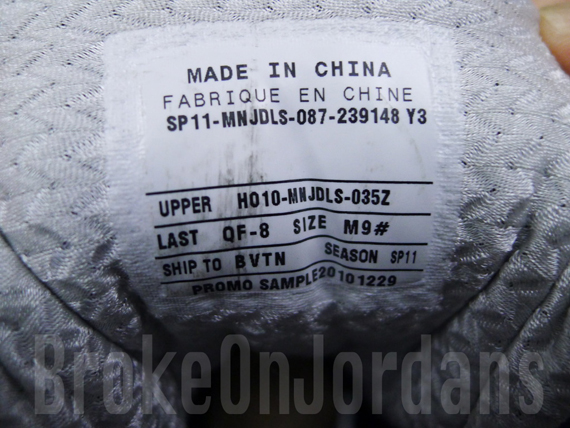 MADE IN CHINA
FABRIQUE EN CHINE
SP11-MNJDLS-087-239148 Y3
UPPER HO10-MNJDLS-035Z
LAST QF-8 SIZE M9#
SHIP TO BVTN SEASON SP11
PROMO SAMPLE20101229
BrokeOnJordans